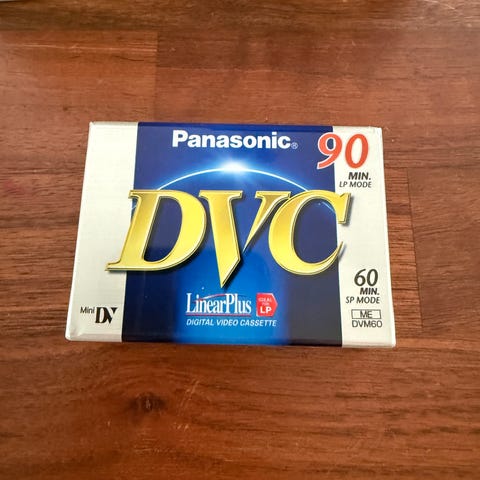 Panasonic®
90
MIN.
LP MODE
DVC
60
MIN.
SP MODE
Mini DV
LinearPlus
IDEAL FOR LP
DIGITAL VIDEO CASSETTE
ME
DVM60